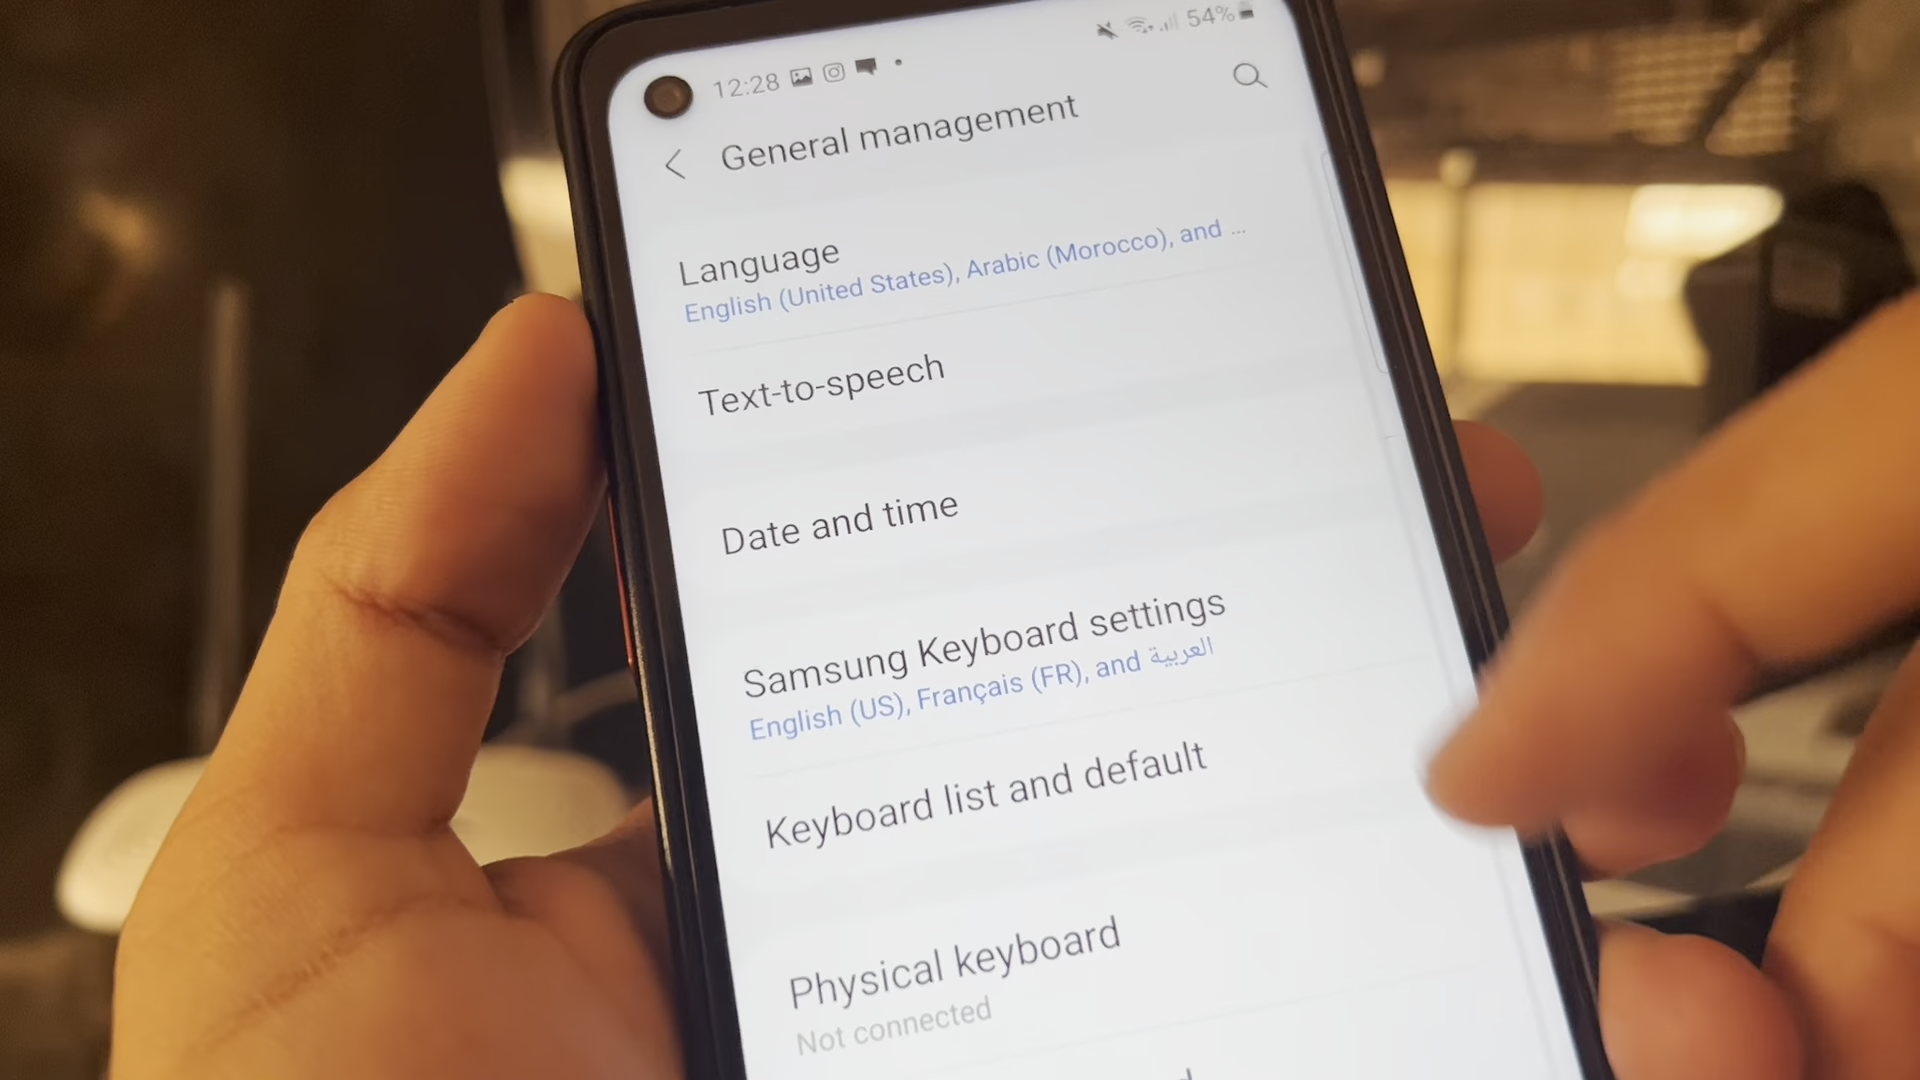 12:28
54%
General management
Language
English (United States), Arabic (Morocco), and ...
Text-to-speech
Date and time
Samsung Keyboard settings
English (US), Français (FR), and العربية
Keyboard list and default
Physical keyboard
Not connected